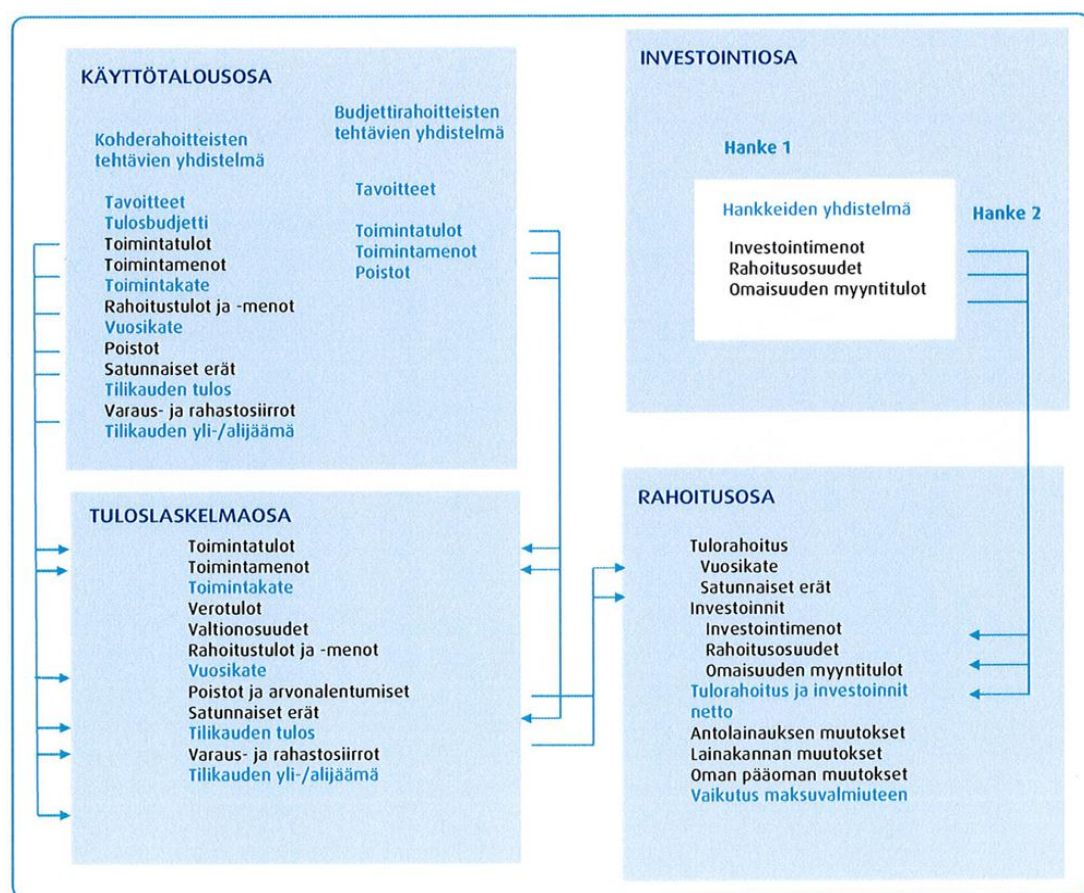 KÄYTTÖTALOUSOSA
Kohderahoitteisten
tehtävien yhdistelmä
Tavoitteet
Tulosbudjetti
Toimintatulot
Toimintamenot
Toimintakate
Rahoitustulot ja -menot
Vuosikate
Poistot
Satunnaiset erät
Tilikauden tulos
Varaus- ja rahastosiirrot
Tilikauden yli-/alijäämä
Budjettirahoitteisten
tehtävien yhdistelmä
Tavoitteet
Toimintatulot
Toimintamenot
Poistot
INVESTOINTIOSA
Hanke 1
Hankkeiden yhdistelmä
Investointimenot
Rahoitusosuudet
Omaisuuden myyntitulot
Hanke 2
TULOSLASKELMAOSA
Toimintatulot
Toimintamenot
Toimintakate
Verotulot
Valtionosuudet
Rahoitustulot ja -menot
Vuosikate
Poistot ja arvonalentumiset
Satunnaiset erät
Tilikauden tulos
Varaus- ja rahastosiirrot
Tilikauden yli-/alijäämä
RAHOITUSOSA
Tulorahoitus
Vuosikate
Satunnaiset erät
Investoinnit
Investointimenot
Rahoitusosuudet
Omaisuuden myyntitulot
Tulorahoitus ja investoinnit
netto
Antolainauksen muutokset
Lainakannan muutokset
Oman pääoman muutokset
Vaikutus maksuvalmiuteen